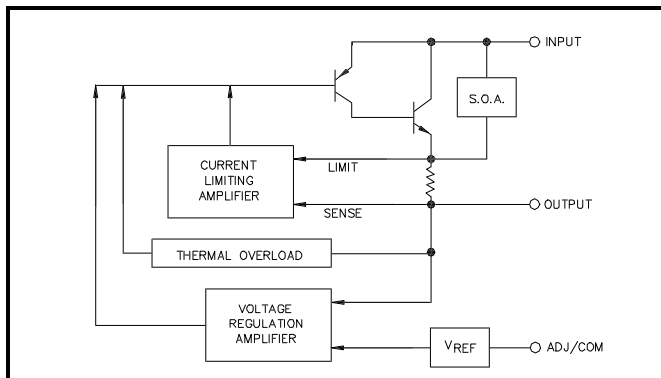 INPUT
S.O.A.
CURRENT
LIMITING
AMPLIFIER
LIMIT
SENSE
OUTPUT
THERMAL OVERLOAD
VOLTAGE
REGULATION
AMPLIFIER
VREF
ADJ/COM